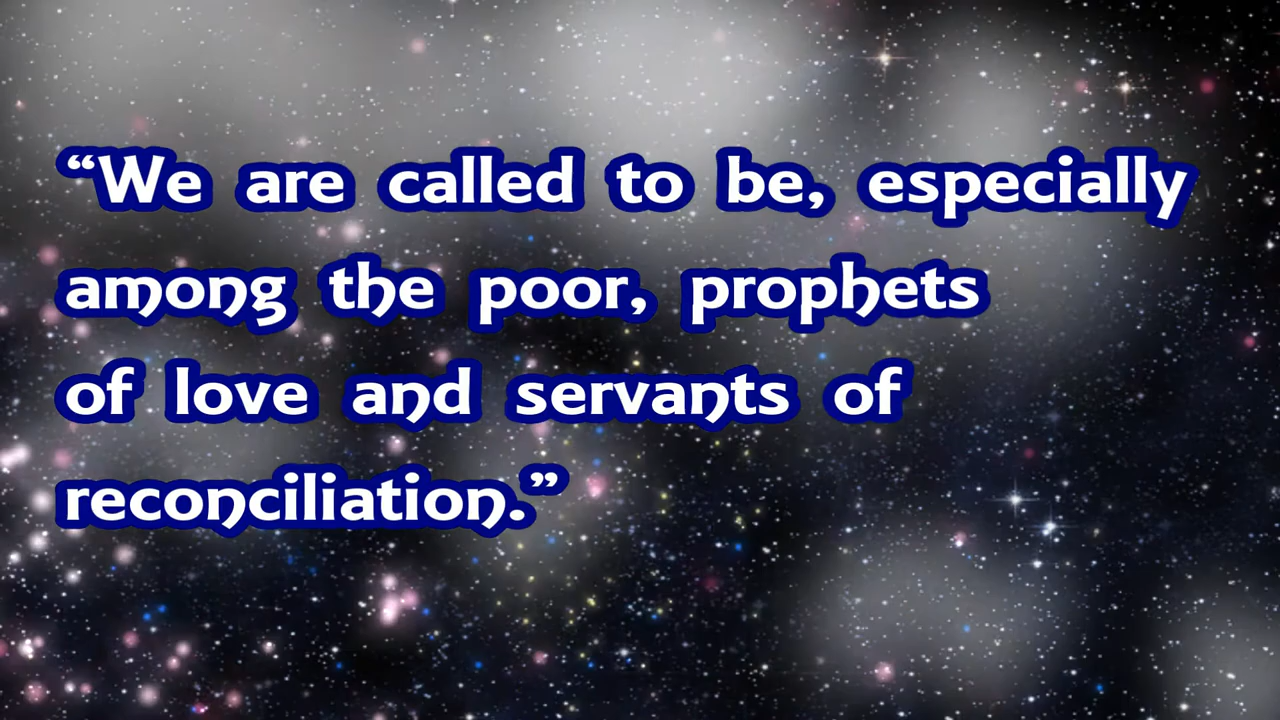 “We are called to be, especially
among the poor, prophets
of love and servants of
reconciliation.”